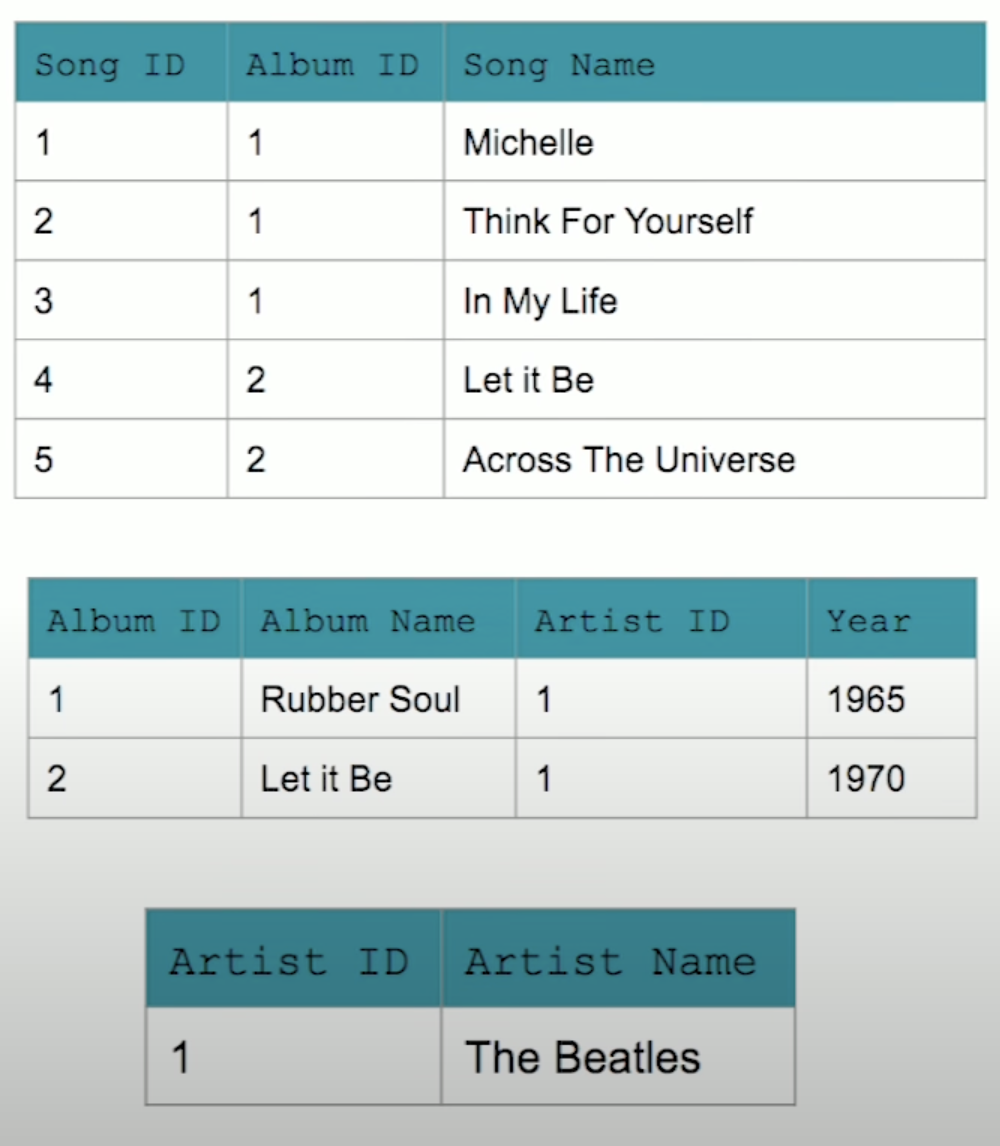 Song ID Album ID Song Name
1 1 Michelle
2 1 Think For Yourself
3 1 In My Life
4 2 Let it Be
5 2 Across The Universe
Album ID Album Name Artist ID Year
1 Rubber Soul 1 1965
2 Let it Be 1 1970
Artist ID Artist Name
1 The Beatles